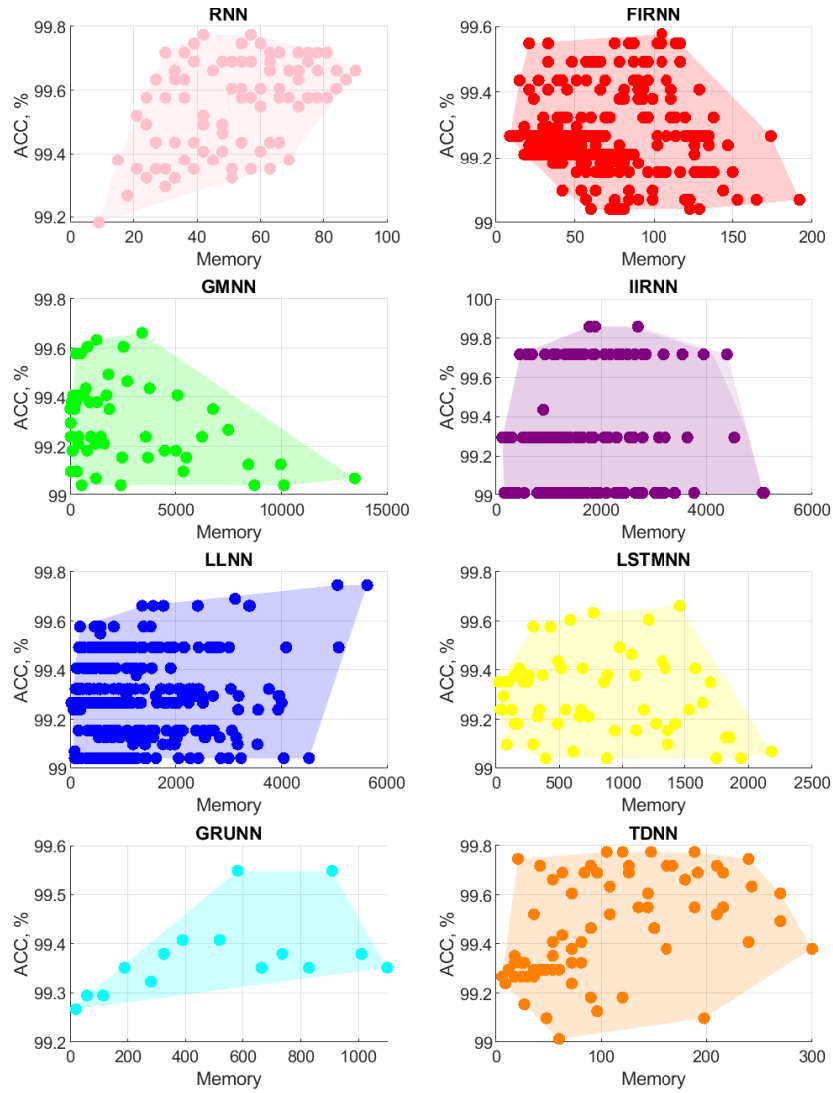 RNN
ACC, %
99.8
99.6
99.4
99.2
0 20 40 60 80 100
Memory
FIRNN
ACC, %
99.6
99.4
99.2
99
0 50 100 150 200
Memory
GMNN
ACC, %
99.8
99.6
99.4
99.2
99
0 5000 10000 15000
Memory
IIRNN
ACC, %
100
99.8
99.6
99.4
99.2
99
0 2000 4000 6000
Memory
LLNN
ACC, %
99.8
99.6
99.4
99.2
99
0 2000 4000 6000
Memory
LSTMNN
ACC, %
99.8
99.6
99.4
99.2
99
0 500 1000 1500 2000 2500
Memory
GRUNN
ACC, %
99.6
99.5
99.4
99.3
99.2
0 200 400 600 800 1000
Memory
TDNN
ACC, %
99.8
99.6
99.4
99.2
99
0 100 200 300
Memory